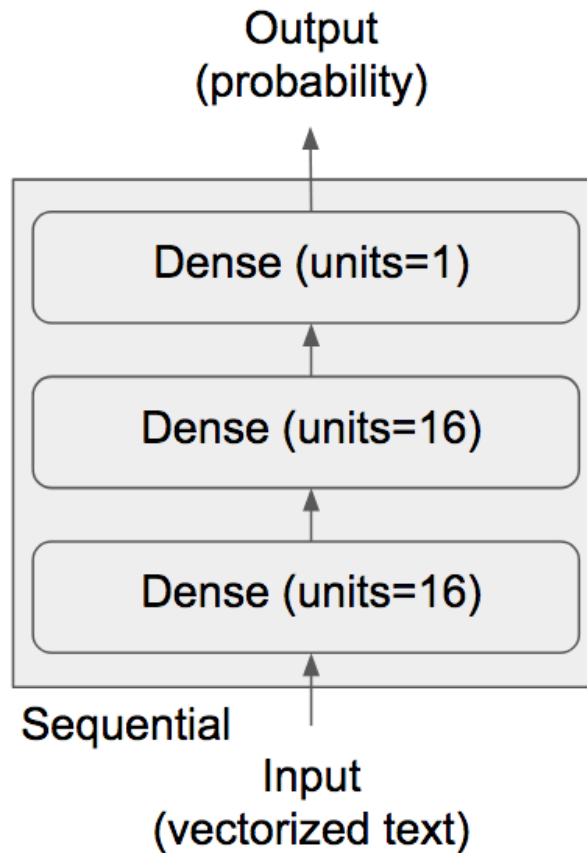 Output
(probability)
Dense (units=1)
Dense (units=16)
Dense (units=16)
Sequential
Input
(vectorized text)